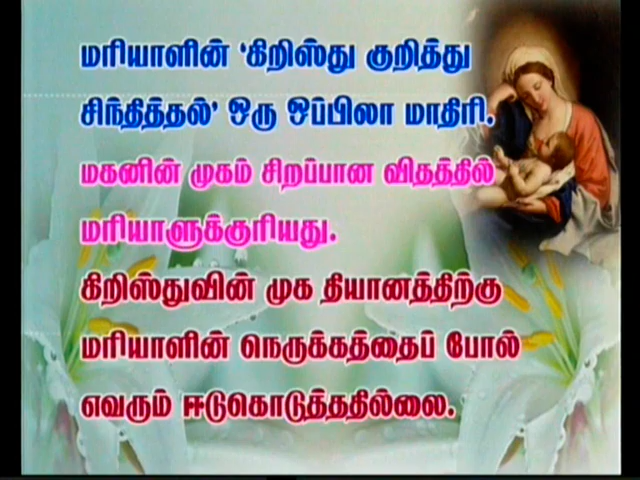 மரியாளின் 'கிறிஸ்து குறித்து
சிந்தித்தல்' ஒரு ஒப்பிலா மாதிரி.
மகனின் முகம் சிறப்பான விதத்தில்
மரியாளுக்குரியது.
கிறிஸ்துவின் முக தியானத்திற்கு
மரியாளின் நெருக்கத்தைப் போல்
எவரும் ஈடுகொடுத்ததில்லை.